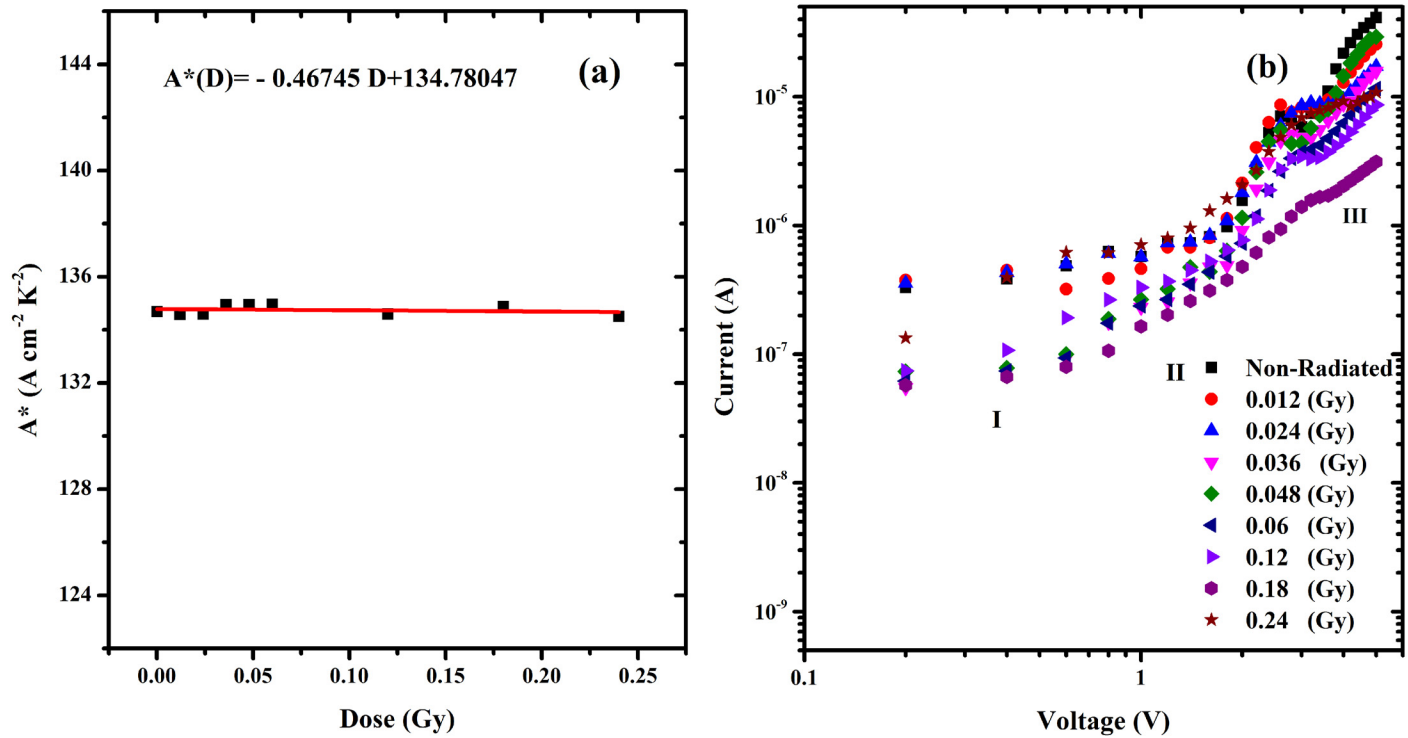 A*(D)= - 0.46745 D+134.78047
(a)
144
140
136
132
128
124
A* (A cm⁻² K⁻²)
0.00 0.05 0.10 0.15 0.20 0.25
Dose (Gy)
(b)
10⁻⁵
10⁻⁶
10⁻⁷
10⁻⁸
10⁻⁹
Current (A)
I
II
III
Non-Radiated
0.012 (Gy)
0.024 (Gy)
0.036 (Gy)
0.048 (Gy)
0.06 (Gy)
0.12 (Gy)
0.18 (Gy)
0.24 (Gy)
0.1 1
Voltage (V)